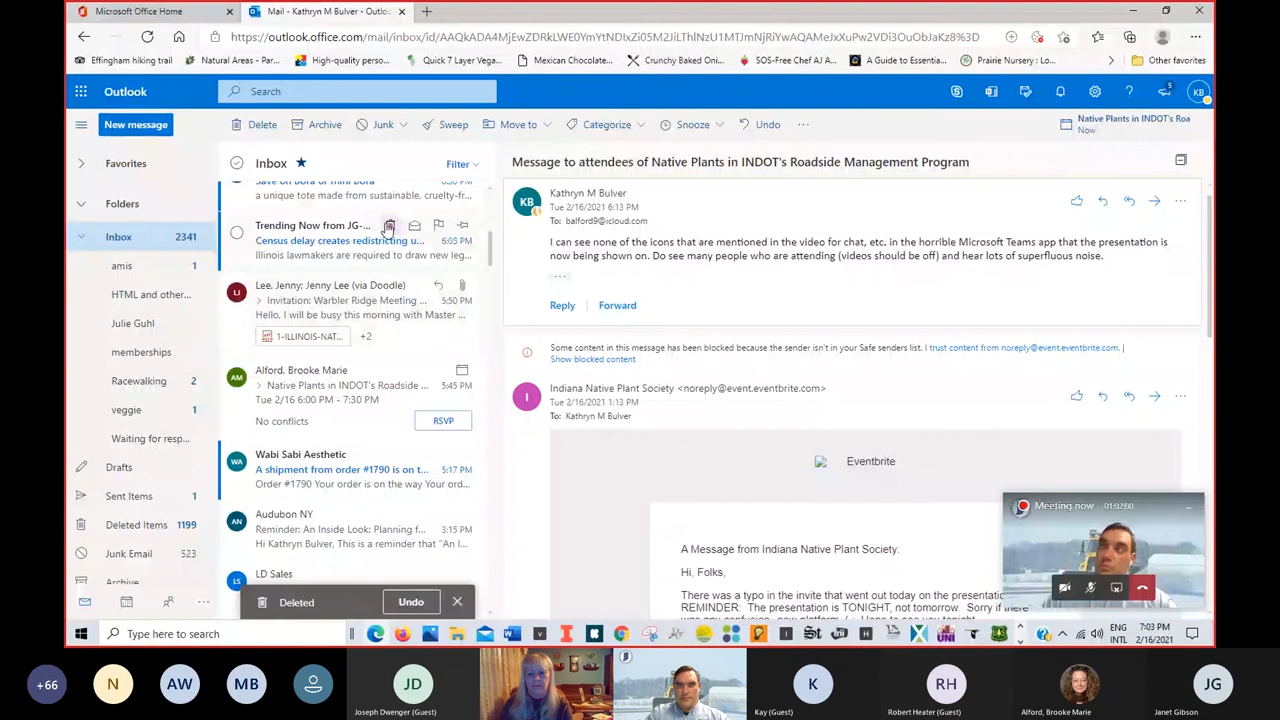 Microsoft Office Home
Mail - Kathryn M Bulver - Outlo
https://outlook.office.com/mail/inbox/id/
Effingham hiking trail
Natural Areas - Par...
High-quality perso...
Quick 7 Layer Vega...
Mexican Chocolate...
Crunchy Baked Onio...
SOS-Free Chef AJ A...
A Guide to Essentia...
Prairie Nursery : Lo...
Other favorites
Outlook
Search
5
KB
New message
Delete
Archive
Junk
Sweep
Move to
Categorize
Snooze
Undo
...
Native Plants in INDOT's Roa
Now
Favorites
Folders
Inbox 2341
amis 1
HTML and other...
Julie Guhl
memberships
Racewalking 2
veggie 1
Waiting for resp...
Drafts
Sent Items 1
Deleted Items 1199
Junk Email 523
Archive
...
Inbox ★
Filter
6:30 PM
a unique tote made from sustainable, cruelty-fr...
Trending Now from JG-...
Census delay creates redistricting u... 6:05 PM
Illinois lawmakers are required to draw new leg...
LJ
Lee, Jenny; Jenny Lee (via Doodle)
Invitation: Warbler Ridge Meeting ... 5:50 PM
Hello, I will be busy this morning with Master ...
1-ILLINOIS-NAT...
+2
AM
Alford, Brooke Marie
Native Plants in INDOT's Roadside ... 5:45 PM
Tue 2/16 6:00 PM - 7:30 PM
No conflicts
RSVP
WA
Wabi Sabi Aesthetic
A shipment from order #1790 is on t... 5:17 PM
Order #1790 Your order is on the way Your ord...
AN
Audubon NY
Reminder: An Inside Look: Planning f... 3:15 PM
Hi Kathryn Bulver, This is a reminder that "An I...
LS
LD Sales
Deleted
Undo
Message to attendees of Native Plants in INDOT's Roadside Management Program
KB
Kathryn M Bulver
Tue 2/16/2021 6:13 PM
To: balford9@icloud.com
I can see none of the icons that are mentioned in the video for chat, etc. in the horrible Microsoft Teams app that the presentation is
now being shown on. Do see many people who are attending (videos should be off) and hear lots of superfluous noise.
...
Reply
Forward
Some content in this message has been blocked because the sender isn't in your Safe senders list. I trust content from noreply@event.eventbrite.com. |
Show blocked content
I
Indiana Native Plant Society <noreply@event.eventbrite.com>
Tue 2/16/2021 1:13 PM
To: Kathryn M Bulver
Eventbrite
A Message from Indiana Native Plant Society:
Hi, Folks,
There was a typo in the invite that went out today on the
REMINDER: The presentation is TONIGHT, not tomorrow. Sorry if there
Meeting now 01:02:00
Type here to search
ENG
INTL
7:03 PM
2/16/2021
+66
N
AW
MB
JD
Joseph Dwenger (Guest)
K
Kay (Guest)
RH
Robert Heater (Guest)
Alford, Brooke Marie
JG
Janet Gibson